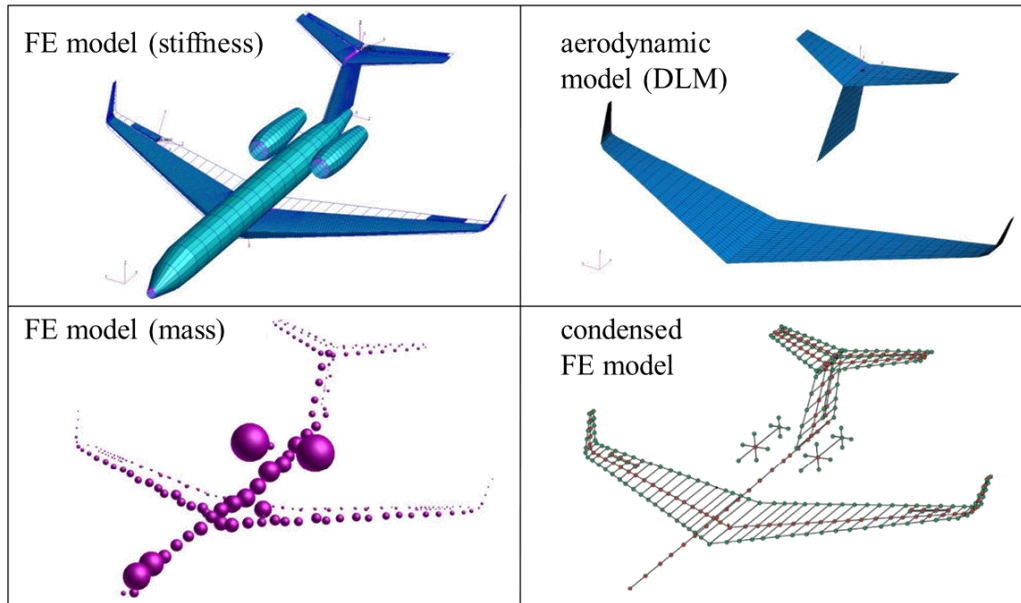 FE model (stiffness)
aerodynamic
model (DLM)
FE model (mass)
condensed
FE model